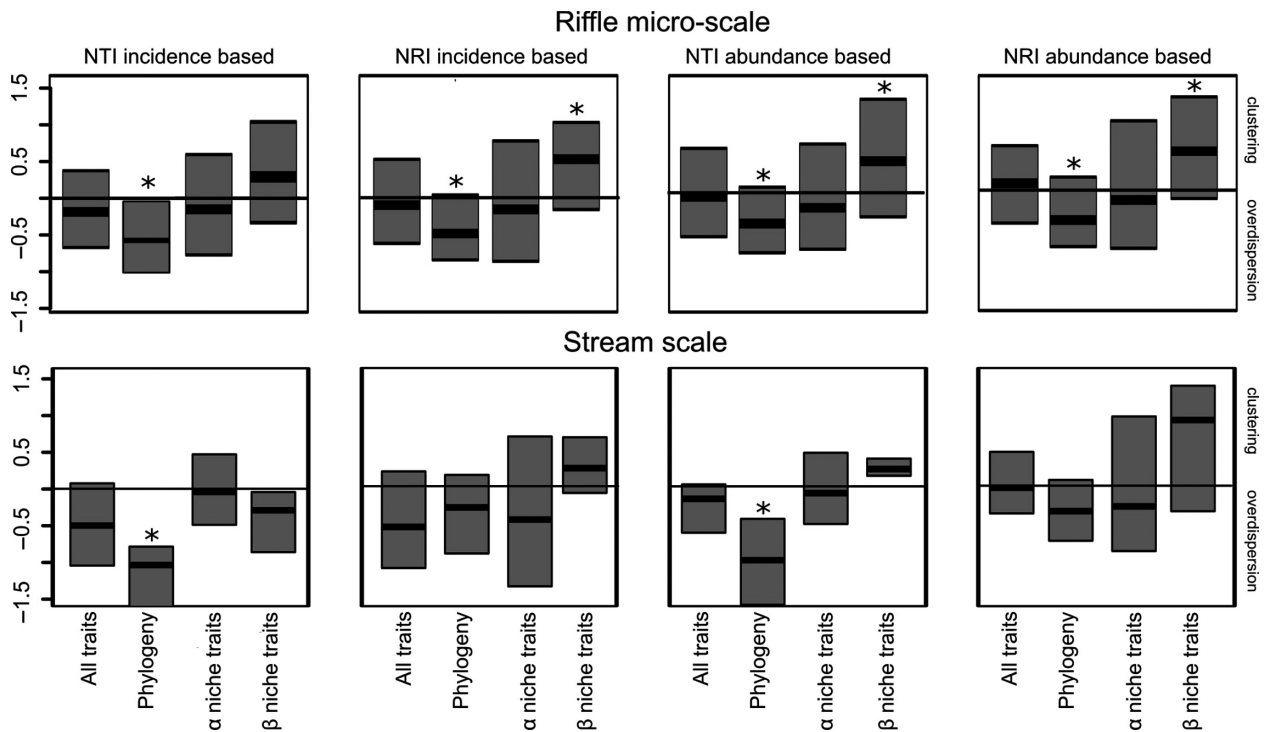 Riffle micro-scale
NTI incidence based
NRI incidence based
NTI abundance based
NRI abundance based
1.5
0.5
−0.5
−1.5
*
*
*
*
*
*
*
clustering
overdispersion
Stream scale
1.5
0.5
−0.5
−1.5
*
*
clustering
overdispersion
All traits
Phylogeny
α niche traits
β niche traits
All traits
Phylogeny
α niche traits
β niche traits
All traits
Phylogeny
α niche traits
β niche traits
All traits
Phylogeny
α niche traits
β niche traits